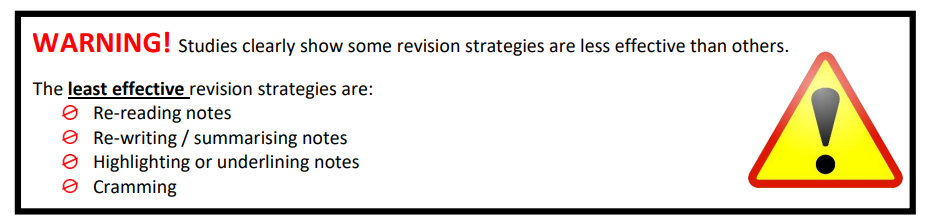 WARNING! Studies clearly show some revision strategies are less effective than others.
The least effective revision strategies are:
Re-reading notes
Re-writing / summarising notes
Highlighting or underlining notes
Cramming